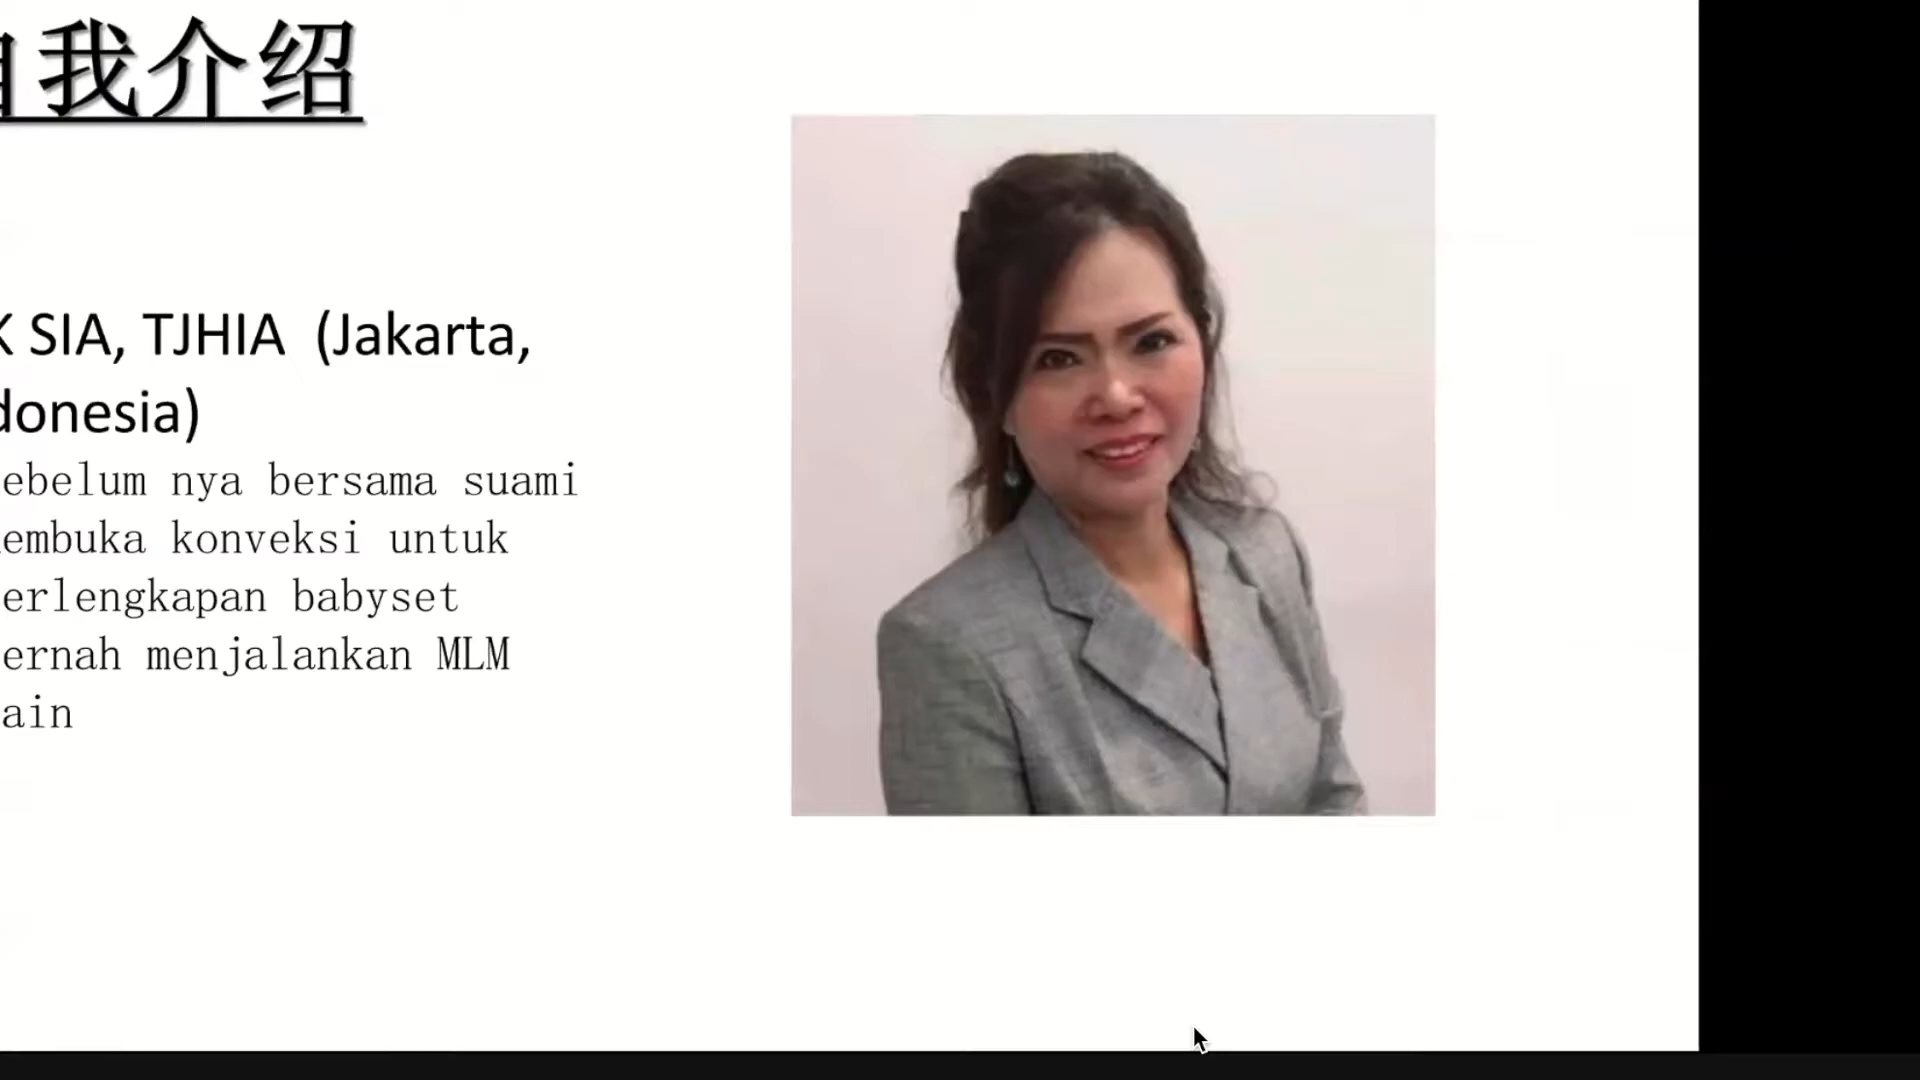 自我介绍
K SIA, TJHIA (Jakarta,
donesia)
ebelum nya bersama suami
embuka konveksi untuk
erlengkapan babyset
ernah menjalankan MLM
ain